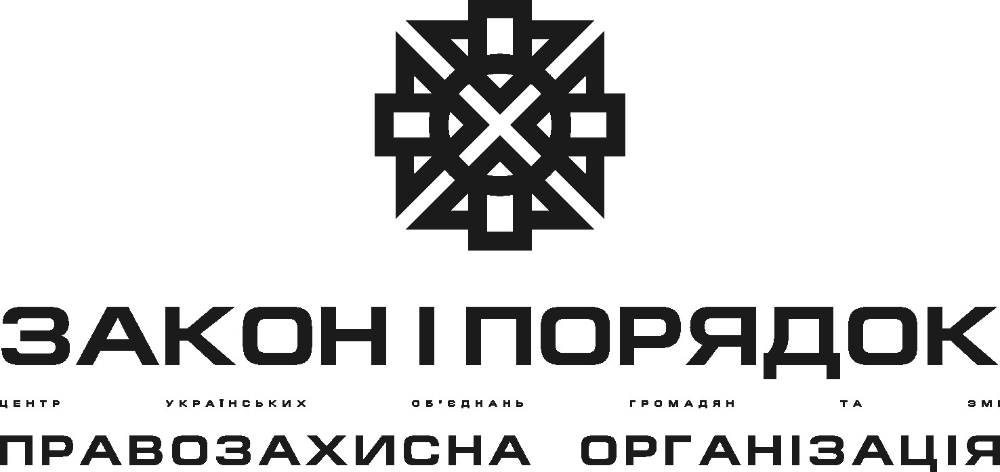 ЗАКОН І ПОРЯДОК
ЦЕНТР УКРАЇНСЬКИХ ОБ'ЄДНАНЬ ГРОМАДЯН ТА ЗМІ
ПРАВОЗАХИСНА ОРГАНІЗАЦІЯ